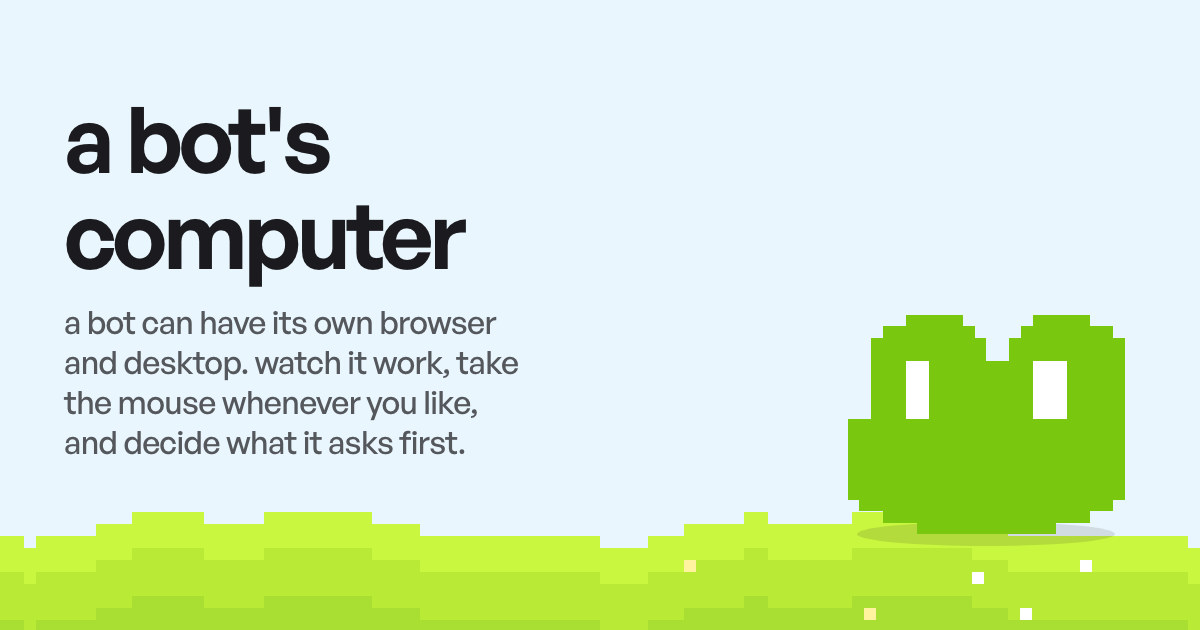 a bot's
computer
a bot can have its own browser
and desktop. watch it work, take
the mouse whenever you like,
and decide what it asks first.